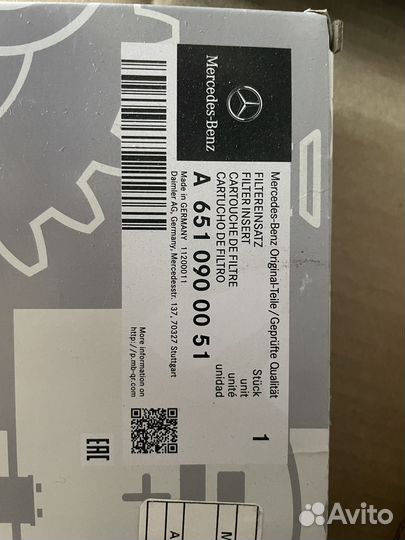 Mercedes-Benz
Mercedes-Benz Original-Teile/Geprüfte Qualität
FILTEREINSATZ
FILTER INSERT
CARTOUCHE DE FILTRE
CARTUCHO DE FILTRO
Stück
unit
unité
unidad
1
A 651 090 00 51
Made in GERMANY 11200011
Daimler AG, Germany, Mercedesstr. 137, 70327 Stuttgart
More information on
http://p.mb-qr.com
EAC
M
A
Avito